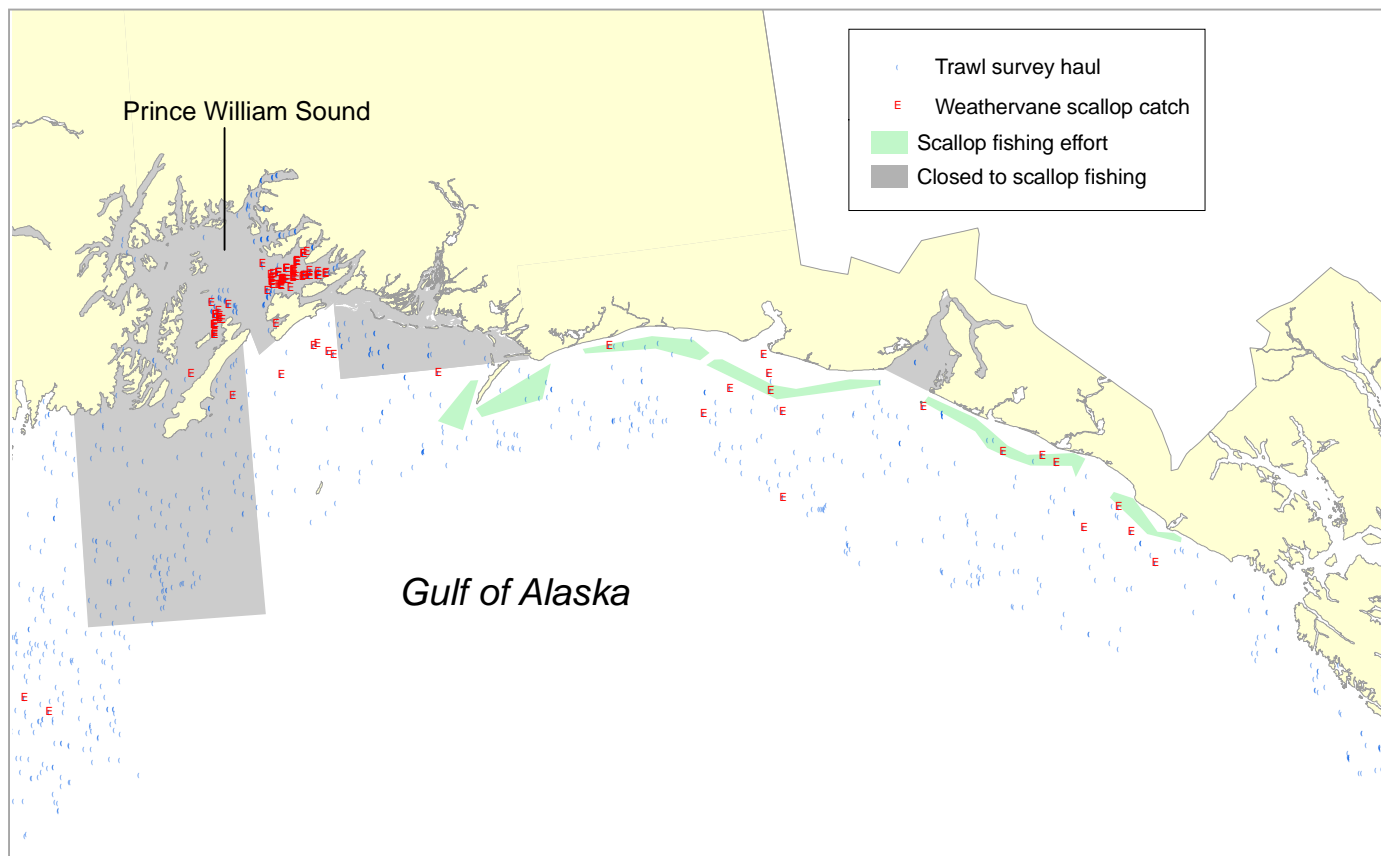 Trawl survey haul
E Weathervane scallop catch
Scallop fishing effort
Closed to scallop fishing
Prince William Sound
Gulf of Alaska